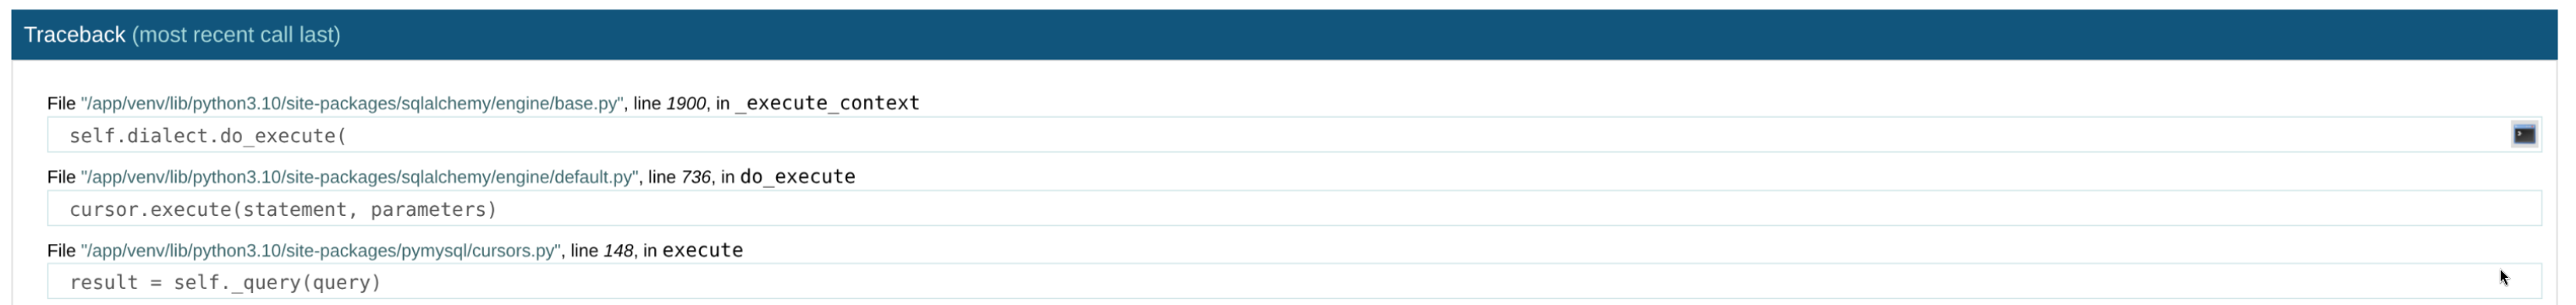 Traceback (most recent call last)
File "/app/venv/lib/python3.10/site-packages/sqlalchemy/engine/base.py", line 1900, in _execute_context
self.dialect.do_execute(
File "/app/venv/lib/python3.10/site-packages/sqlalchemy/engine/default.py", line 736, in do_execute
cursor.execute(statement, parameters)
File "/app/venv/lib/python3.10/site-packages/pymysql/cursors.py", line 148, in execute
result = self._query(query)